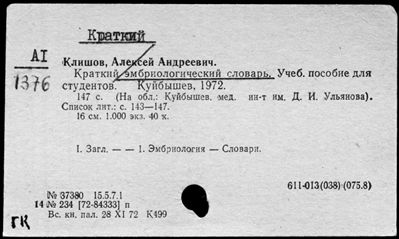 Краткий
AI
1376
Клишов, Алексей Андреевич.
Краткий эмбриологический словарь. Учеб. пособие для
студентов. Куйбышев, 1972.
147 с. (На обл.: Куйбышев. мед. ин-т им. Д. И. Ульянова).
Список лит.: с. 143—147.
16 см. 1.000 экз. 40 к.
I. Загл. — — 1. Эмбриология — Словари.
611-013(038) (075.8)
№ 37380 15.5.7.1
14 № 234 [72-84333] п
Вс. кн. пал. 28 XI 72 К499
ГК